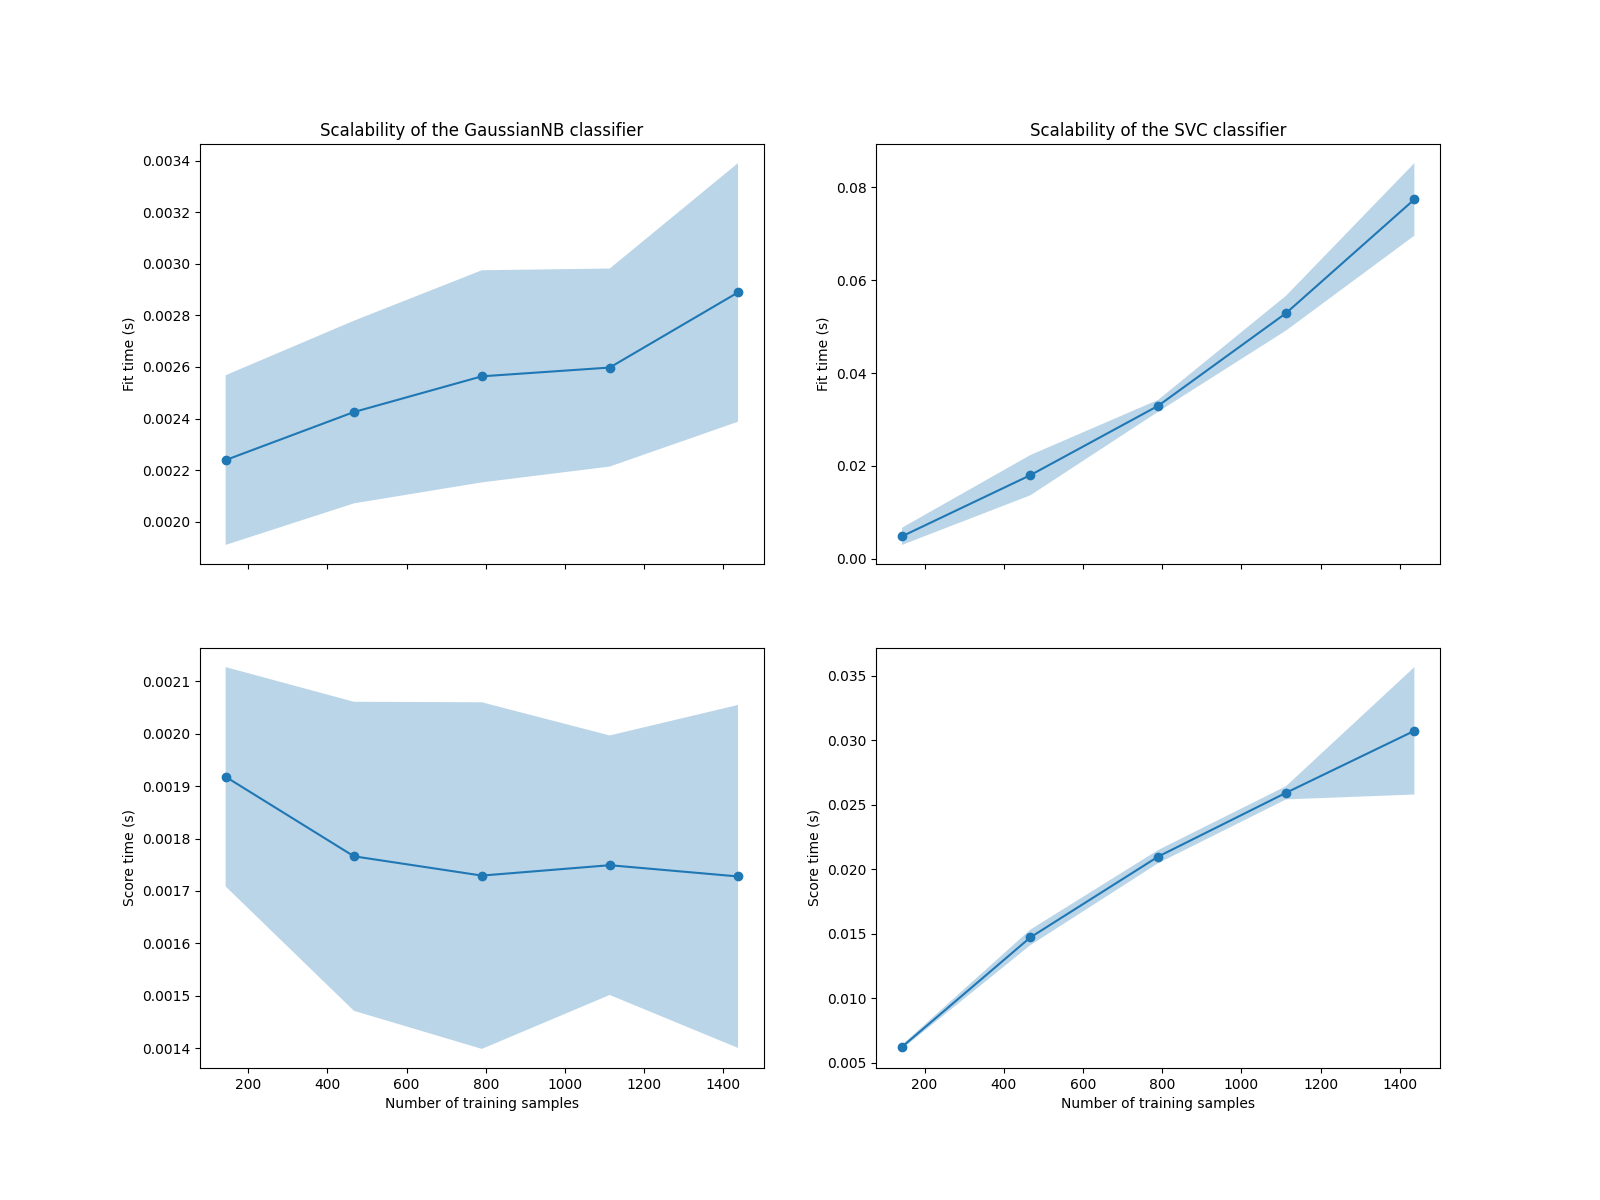 Scalability of the GaussianNB classifier
0.0034
0.0032
0.0030
0.0028
0.0026
0.0024
0.0022
0.0020
Fit time (s)
Scalability of the SVC classifier
0.08
0.06
0.04
0.02
0.00
Fit time (s)
0.0021
0.0020
0.0019
0.0018
0.0017
0.0016
0.0015
0.0014
Score time (s)
200 400 600 800 1000 1200 1400
Number of training samples
0.035
0.030
0.025
0.020
0.015
0.010
0.005
Score time (s)
200 400 600 800 1000 1200 1400
Number of training samples